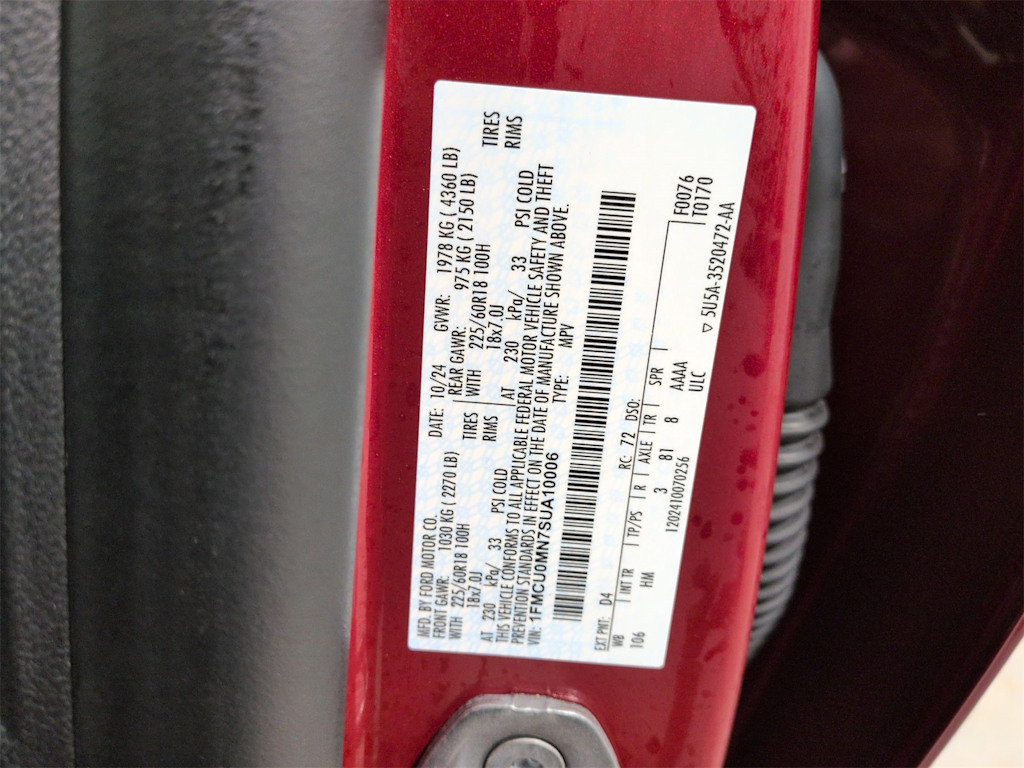 MFD. BY FORD MOTOR CO.
DATE: 10/24 GVWR: 1978 KG ( 4360 LB)
FRONT GAWR: 1030 KG ( 2270 LB) REAR GAWR: 975 KG ( 2150 LB)
WITH 225/60R18 100H TIRES WITH 225/60R18 100H TIRES
18x7.0J RIMS 18x7.0J RIMS
AT 230 kPa/ 33 PSI COLD AT 230 kPa/ 33 PSI COLD
THIS VEHICLE CONFORMS TO ALL APPLICABLE FEDERAL MOTOR VEHICLE SAFETY AND THEFT
PREVENTION STANDARDS IN EFFECT ON THE DATE OF MANUFACTURE SHOWN ABOVE.
VIN: 1FMCU0MN7SUA10006 TYPE: MPV
EXT PNT: D4 RC: 72 DSO: F0076
WB INT TR TP/PS R AXLE TR SPR T0170
106 HM 3 B1 8 AAAA
1202410070256 ULC
▽ 5U5A-3520472-AA